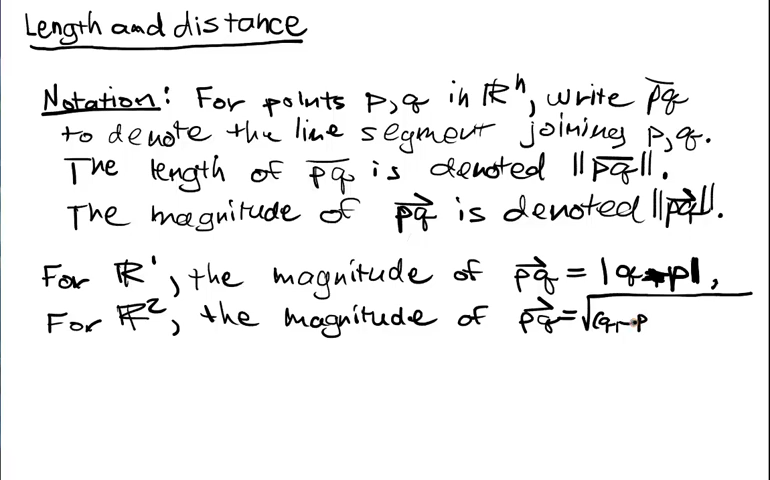 Length and distance
Notation: For points p,q in ℝⁿ, write p̅q̅
to denote the line segment joining p,q.
The length of p̅q̅ is denoted ||p̅q̅||.
The magnitude of p͞q⃗ is denoted ||p͞q⃗||.
For ℝ¹, the magnitude of p͞q⃗ = |q-p|,
For ℝ², the magnitude of p͞q⃗ = √(q₁-p